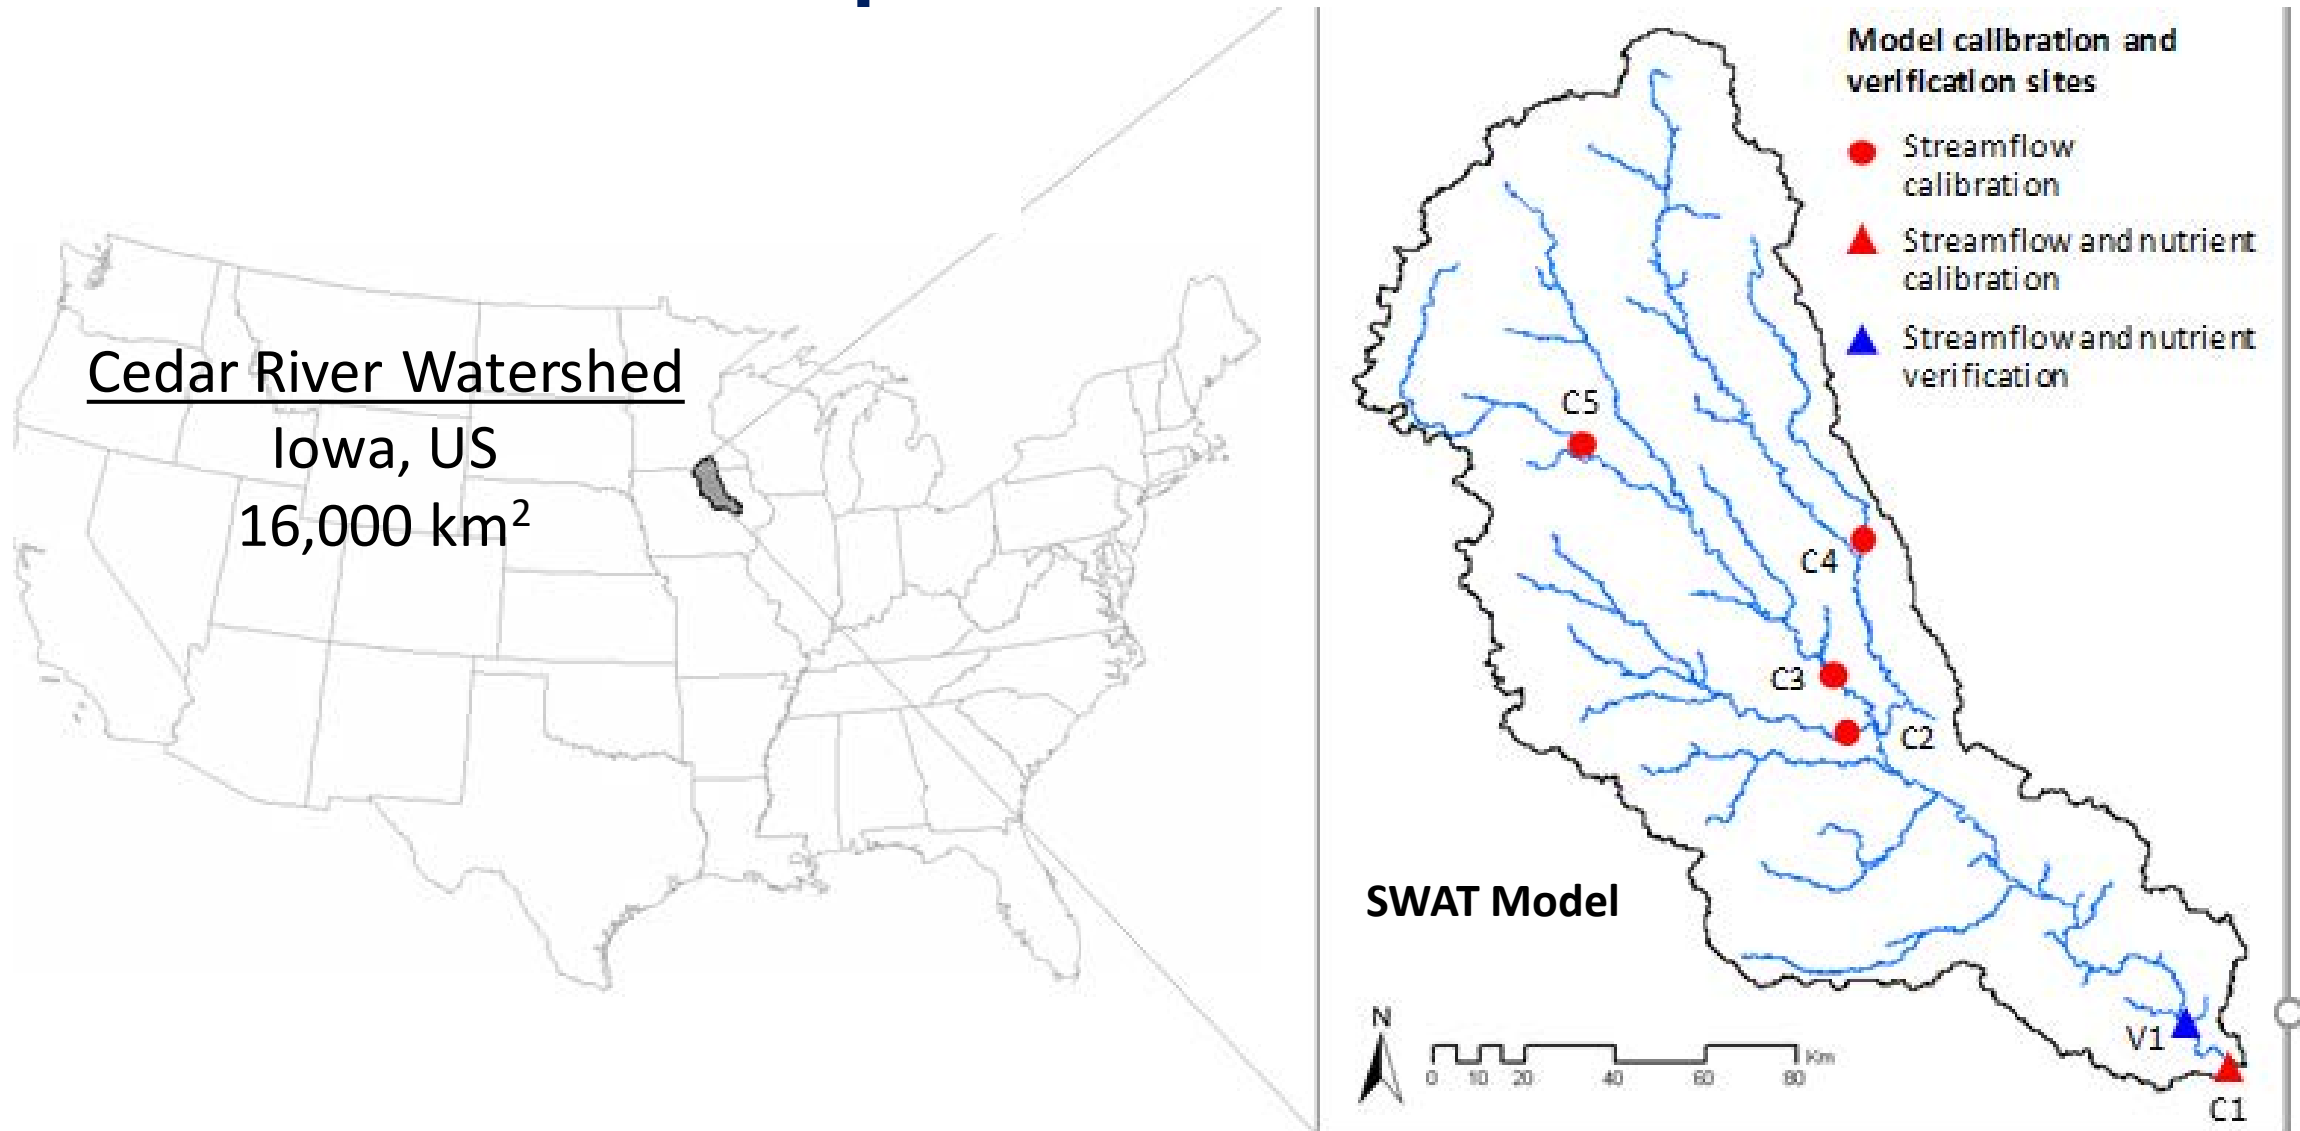 Cedar River Watershed
Iowa, US
16,000 km²
Model calibration and
verification sites
Streamflow
calibration
Streamflow and nutrient
calibration
Streamflow and nutrient
verification
C5
C4
C3
C2
SWAT Model
N
V1
Km
0 10 20 40 60 80
C1